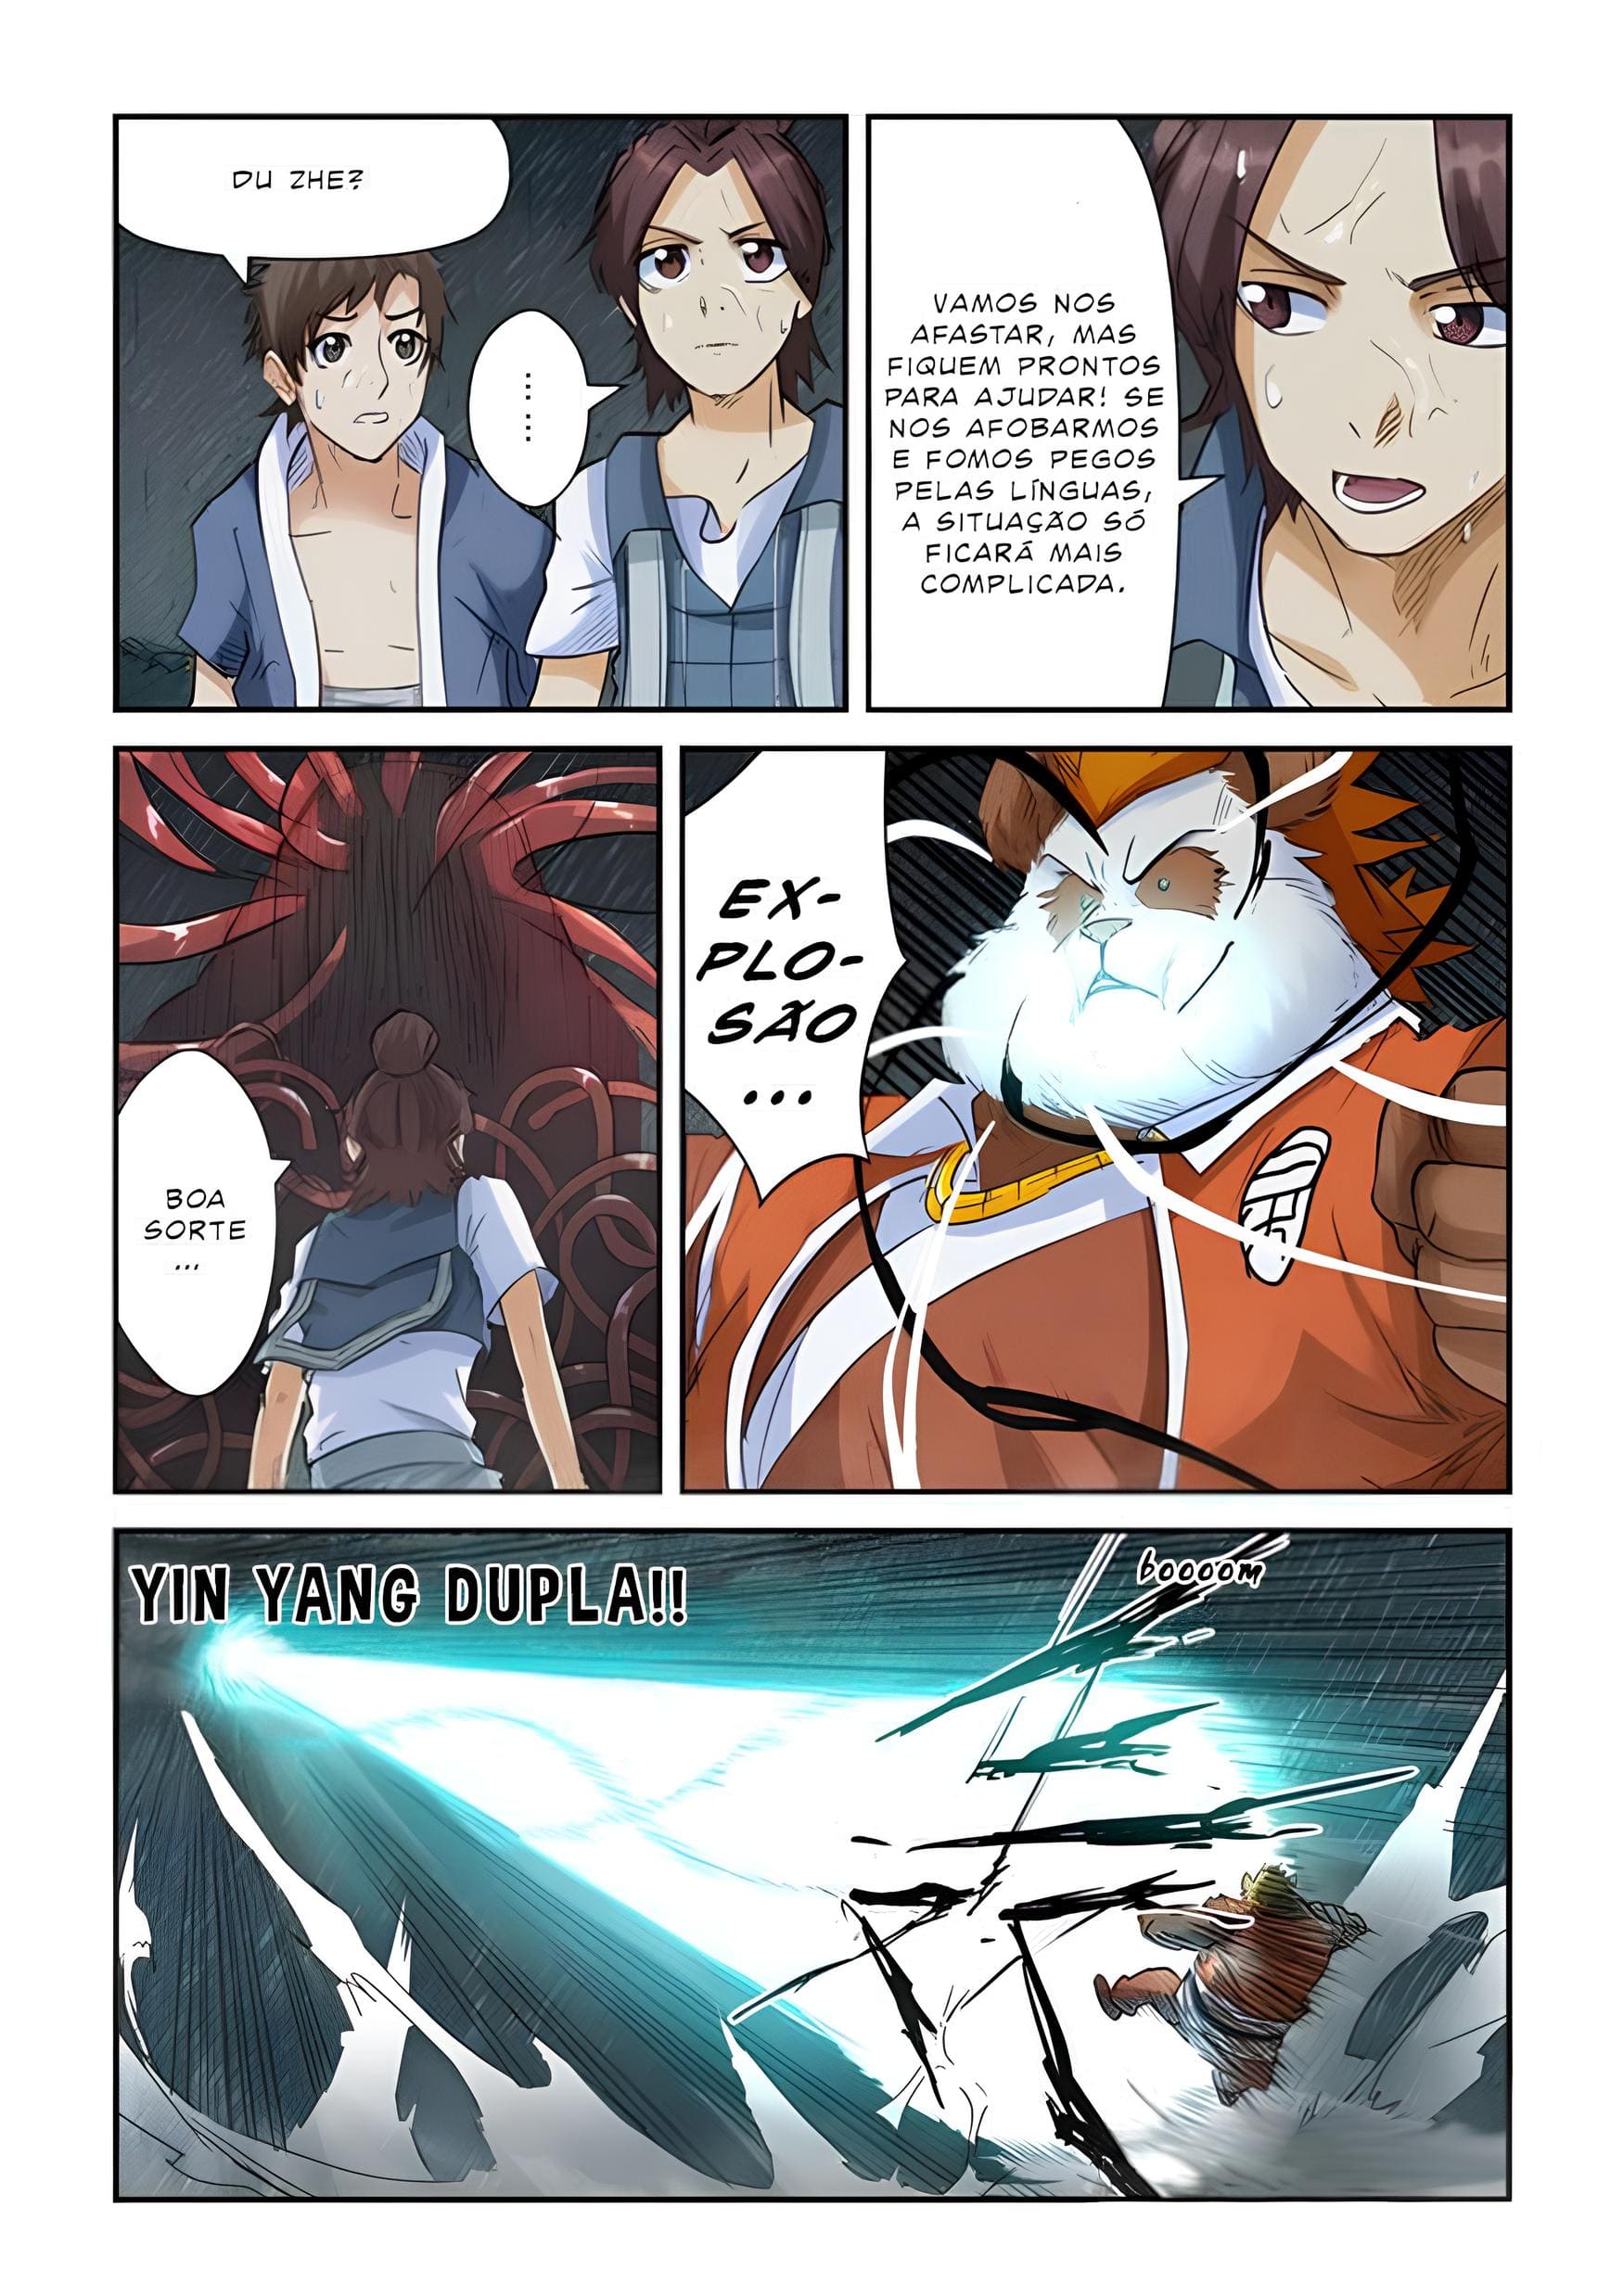 DU ZHE?
......
VAMOS NOS
AFASTAR, MAS
FIQUEM PRONTOS
PARA AJUDAR! SE
NOS AFOBARMOS
E FOMOS PEGOS
PELAS LÍNGUAS,
A SITUAÇÃO SÓ
FICARÁ MAIS
COMPLICADA.
BOA
SORTE
...
EX-
PLO-
SÃO
...
YIN YANG DUPLA!!
boooom